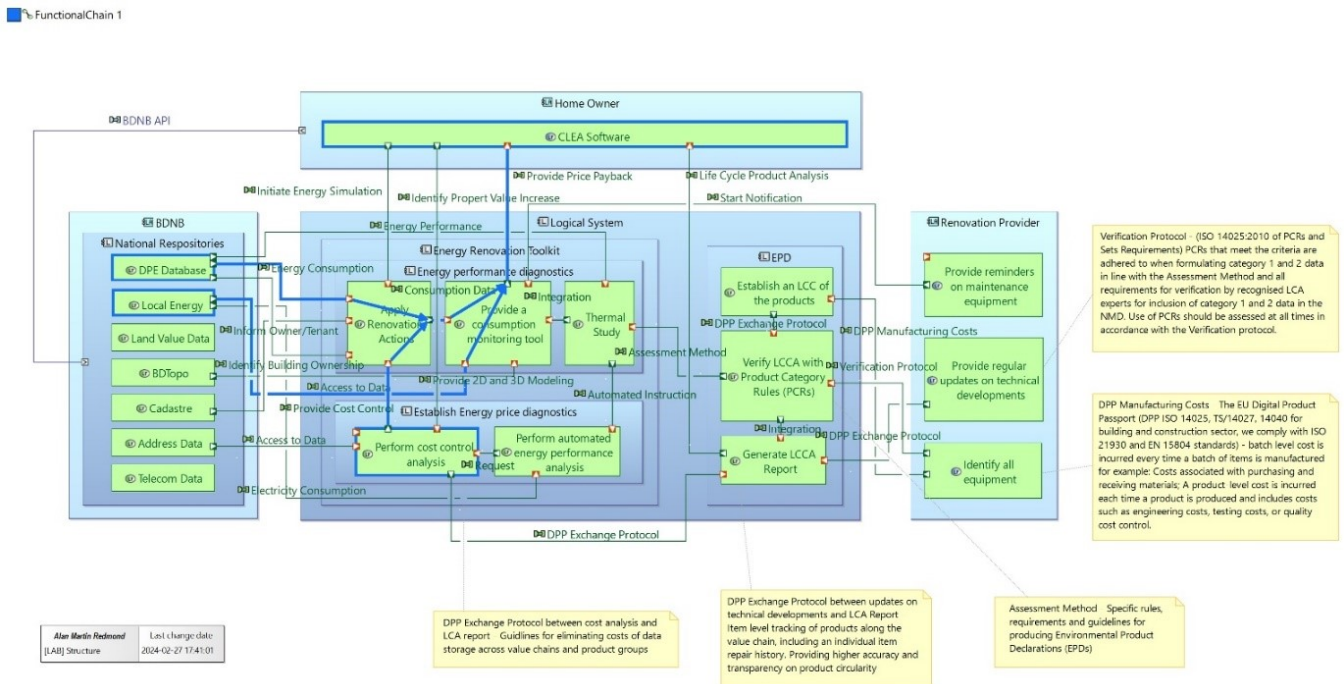 FunctionalChain 1
Home Owner
BDNB API
CLEA Software
Provide Price Payback
Life Cycle Product Analysis
Initiate Energy Simulation
Identify Propert Value Increase
Start Notification
BDNB
Logical System
Renovation Provider
National Respositories
Energy Performance
Energy Renovation Toolkit
EPD
DPE Database
Energy Consumption
Energy performance diagnostics
Consumption Data
Integration
Establish an LCC of
the products
Provide reminders
on maintenance
equipment
Local Energy
Apply
Renovation
Actions
Provide a
consumption
monitoring tool
Thermal
Study
Land Value Data
Inform Owner/Tenant
DPP Exchange Protocol
DPP Manufacturing Costs
Assessment Method
Verify LCCA with
Product Category
Rules (PCRs)
Verification Protocol
Provide regular
updates on technical
developments
BDTopo
Identify Building Ownership
Access to Data
Provide 2D and 3D Modeling
Automated Instruction
Cadastre
Provide Cost Control
Establish Energy price diagnostics
Integration
DPP Exchange Protocol
Address Data
Access to Data
Perform cost control
analysis
Request
Perform automated
energy performance
analysis
Generate LCCA
Report
Identify all
equipment
Telecom Data
Electricity Consumption
DPP Exchange Protocol
Verification Protocol - (ISO 14025:2010 of PCRs and
Sets Requirements) PCRs that meet the criteria are
adhered to when formulating category 1 and 2 data
in line with the Assessment Method and all
requirements for verification by recognised LCA
experts for inclusion of category 1 and 2 data in the
NMD. Use of PCRs should be assessed at all times in
accordance with the Verification protocol.
DPP Manufacturing Costs The EU Digital Product
Passport (DPP ISO 14025, TS/14027, 14040 for
building and construction sector, we comply with ISO
21930 and EN 15804 standards) - batch level cost is
incurred every time a batch of items is manufactured
for example: Costs associated with purchasing and
receiving materials; A product level cost is incurred
each time a product is produced and includes costs
such as engineering costs, testing costs, or quality
cost control.
DPP Exchange Protocol between cost analysis and
LCA report Guidlines for eliminating costs of data
storage across value chains and product groups
DPP Exchange Protocol between updates on
technical developments and LCA Report
Item level tracking of products along the
value chain, including an individual item
repair history. Providing higher accuracy and
transparency on product circularity
Assessment Method Specific rules,
requirements and guidelines for
producing Environmental Product
Declarations (EPDs)
Alan Martin Redmond
[LAB] Structure
Last change date
2024-02-27 17:41:01